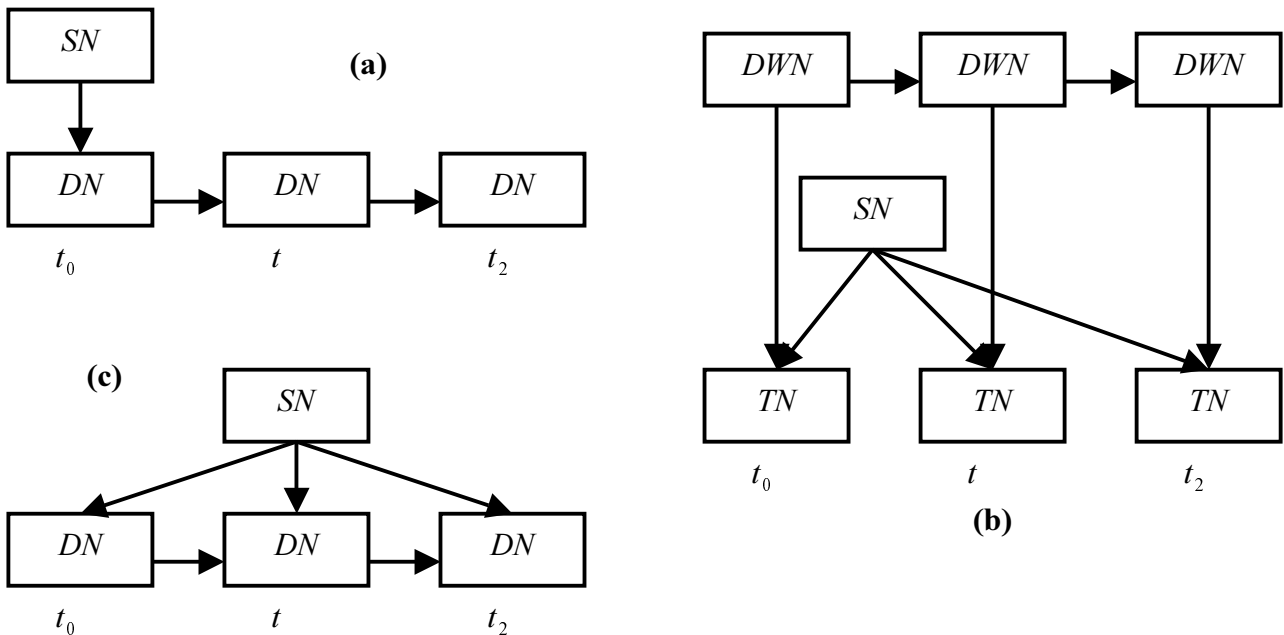 SN
(a)
DN DN DN
t0 t t2
DWN DWN DWN
SN
TN TN TN
t0 t t2
(b)
(c)
SN
DN DN DN
t0 t t2